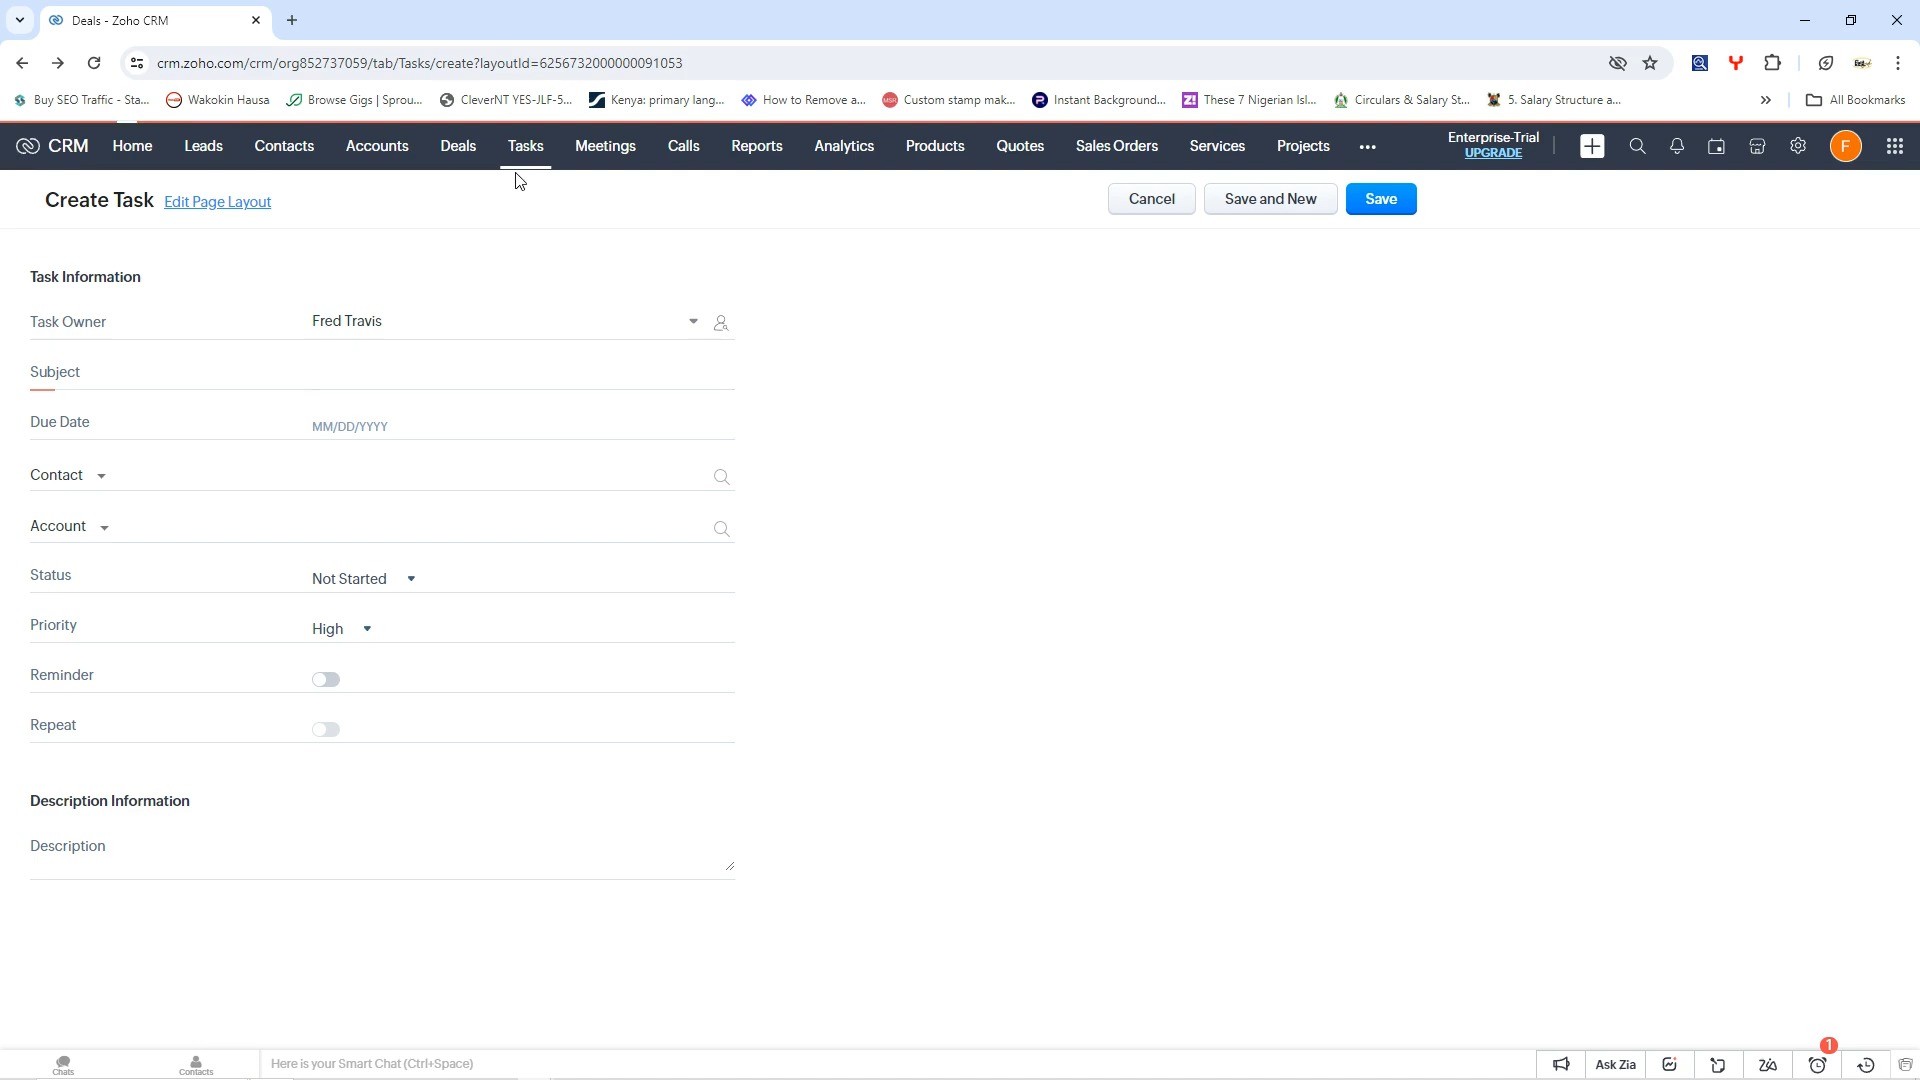 Deals - Zoho CRM
crm.zoho.com/crm/org852737059/tab/Tasks/create?layoutId=6256732000000091053
Buy SEO Traffic - Sta... Wakokin Hausa Browse Gigs | Sprou... CleverNT YES-JLF-5... Kenya: primary lang... How to Remove a... Custom stamp mak... Instant Background... These 7 Nigerian Isl... Circulars & Salary St... 5. Salary Structure a... » All Bookmarks
CRM Home Leads Contacts Accounts Deals Tasks Meetings Calls Reports Analytics Products Quotes Sales Orders Services Projects ••• Enterprise-Trial F
UPGRADE
Create Task Edit Page Layout Cancel Save and New Save
Task Information
Task Owner Fred Travis
Subject
Due Date MM/DD/YYYY
Contact
Account
Status Not Started
Priority High
Reminder
Repeat
Description Information
Description
1
Chats Contacts Here is your Smart Chat (Ctrl+Space) Ask Zia